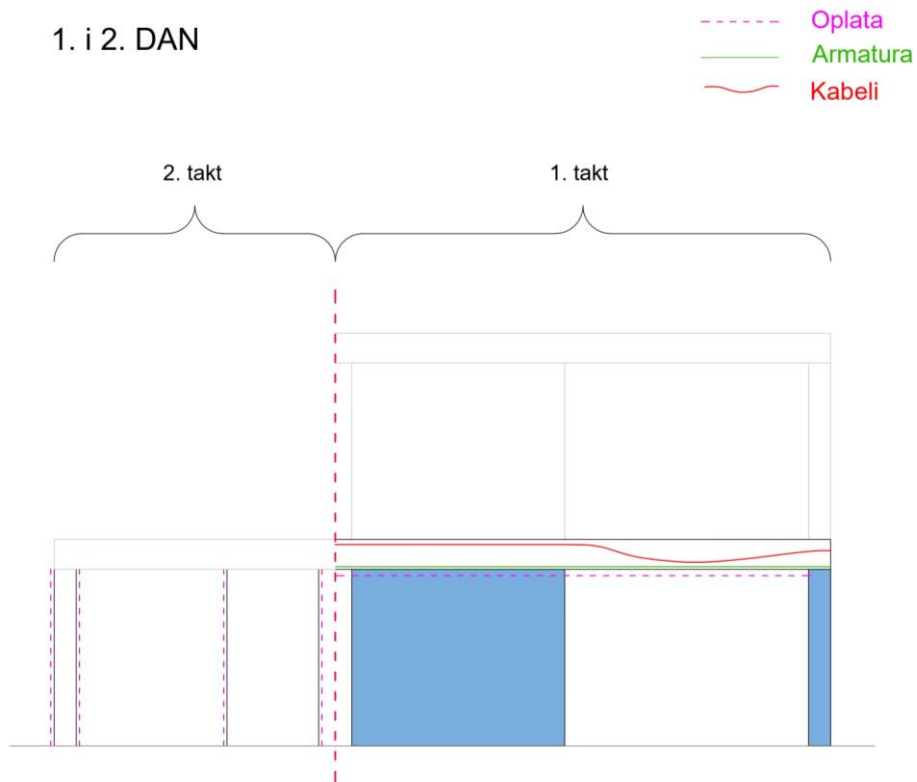 1. i 2. DAN
Oplata
Armatura
Kabeli
2. takt
1. takt